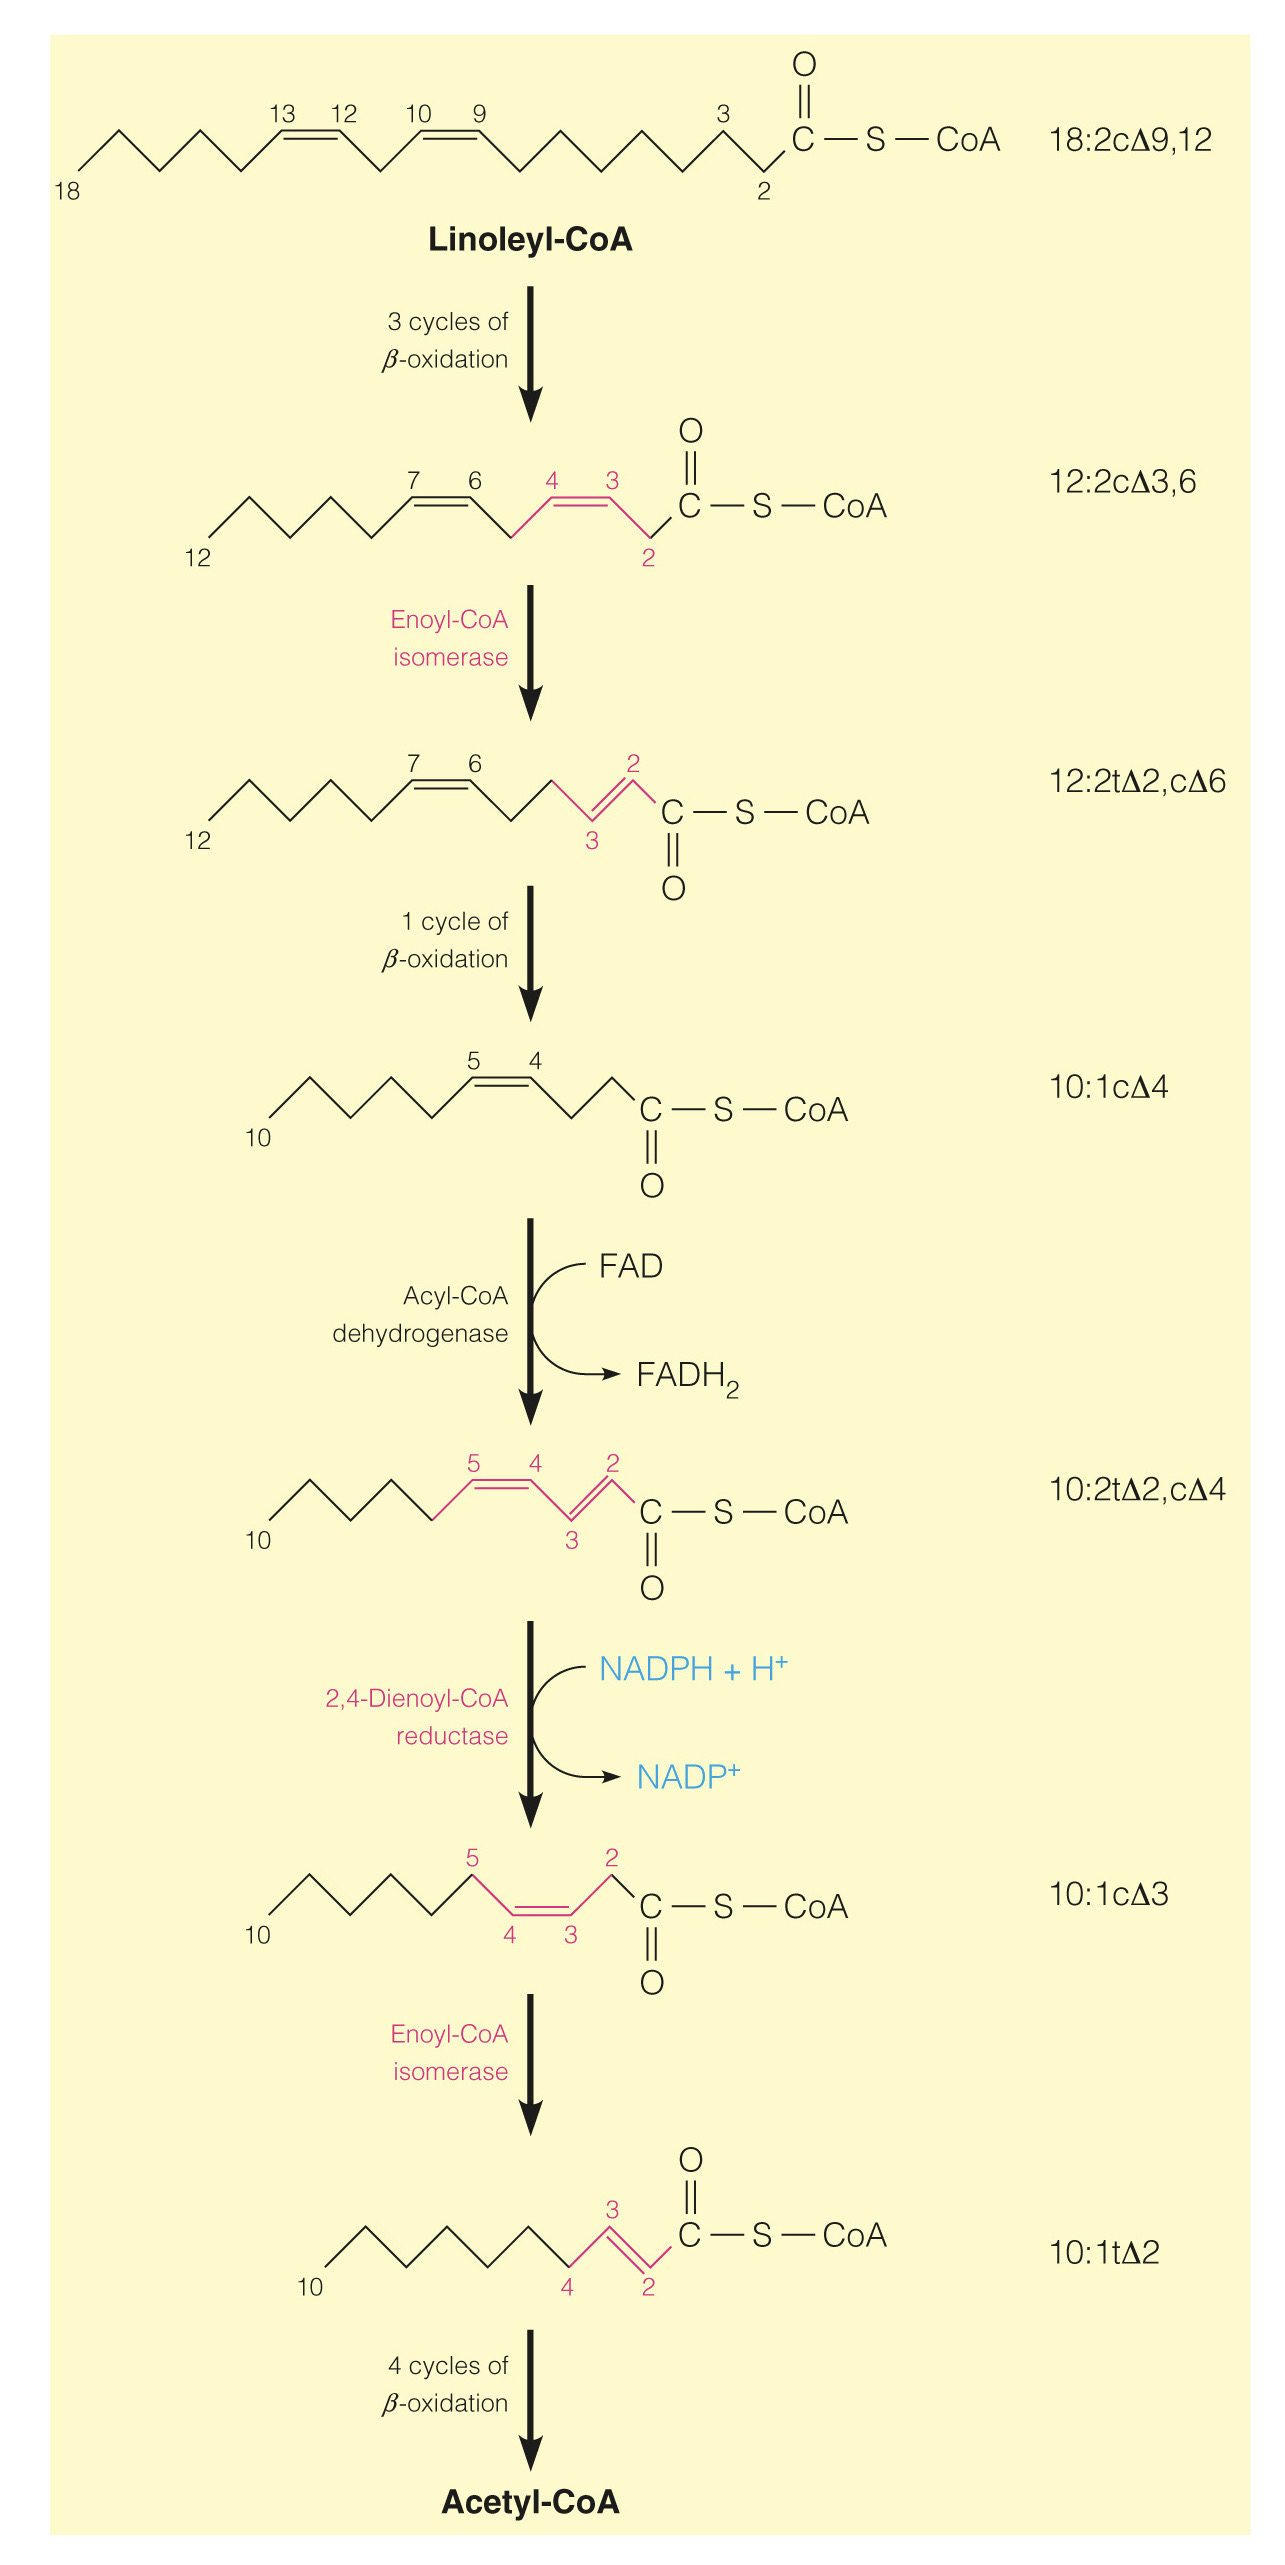 O
13 12 10 9 3
C — S — CoA 18:2cΔ9,12
18 2
Linoleyl-CoA
3 cycles of
β-oxidation
O
7 6 4 3
C — S — CoA 12:2cΔ3,6
12 2
Enoyl-CoA
isomerase
7 6 2
C — S — CoA 12:2tΔ2,cΔ6
12 3
O
1 cycle of
β-oxidation
5 4
C — S — CoA 10:1cΔ4
10
O
FAD
Acyl-CoA
dehydrogenase
FADH2
5 4 2
C — S — CoA 10:2tΔ2,cΔ4
10 3
O
NADPH + H+
2,4-Dienoyl-CoA
reductase
NADP+
5 2
C — S — CoA 10:1cΔ3
10 4 3
O
Enoyl-CoA
isomerase
O
3
C — S — CoA 10:1tΔ2
10 4 2
4 cycles of
β-oxidation
Acetyl-CoA